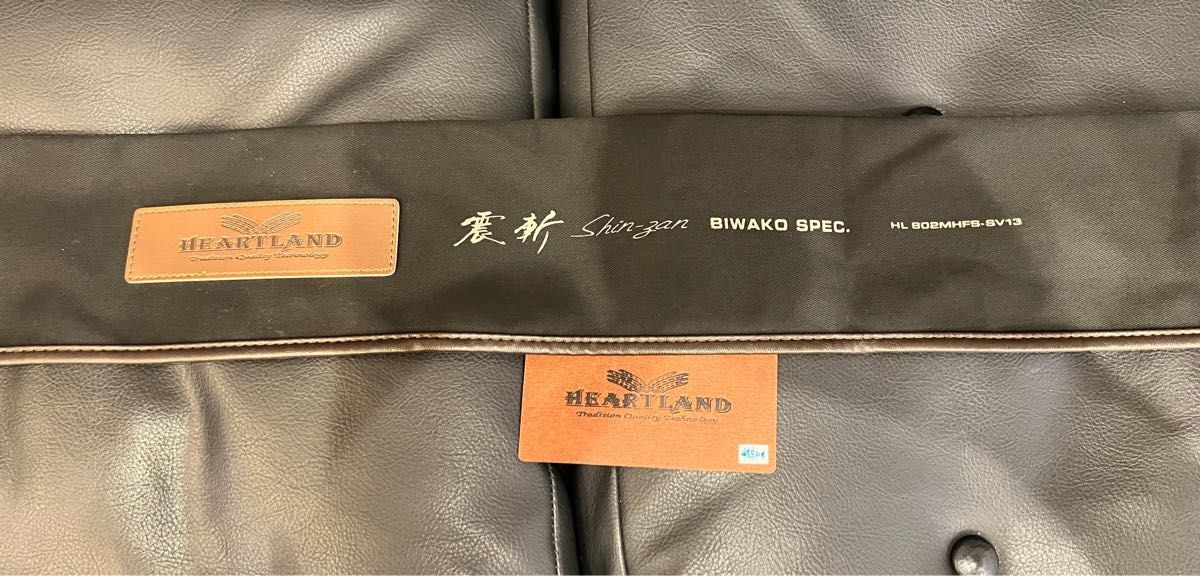 HEARTLAND
Tradition Quality Technology
震斬 Shin-zan BIWAKO SPEC. HL 802MHFS-SV13
HEARTLAND
Tradition Quality Technology